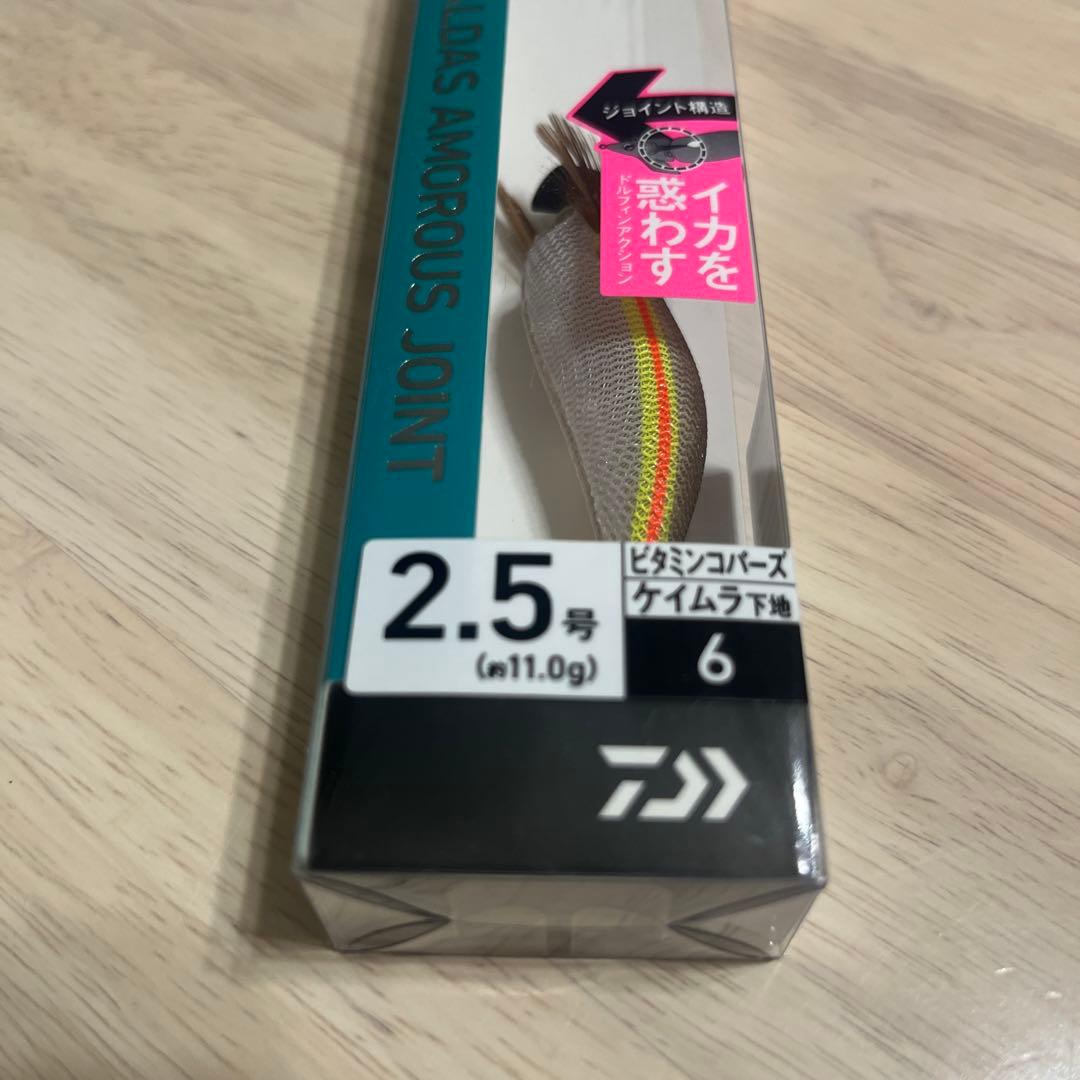 ALDAS AMOROUS JOINT
ジョイント構造
イカを
惑わす
ドルフィンアクション
2.5号
(約11.0g)
ビタミンコパーズ
ケイムラ下地
6